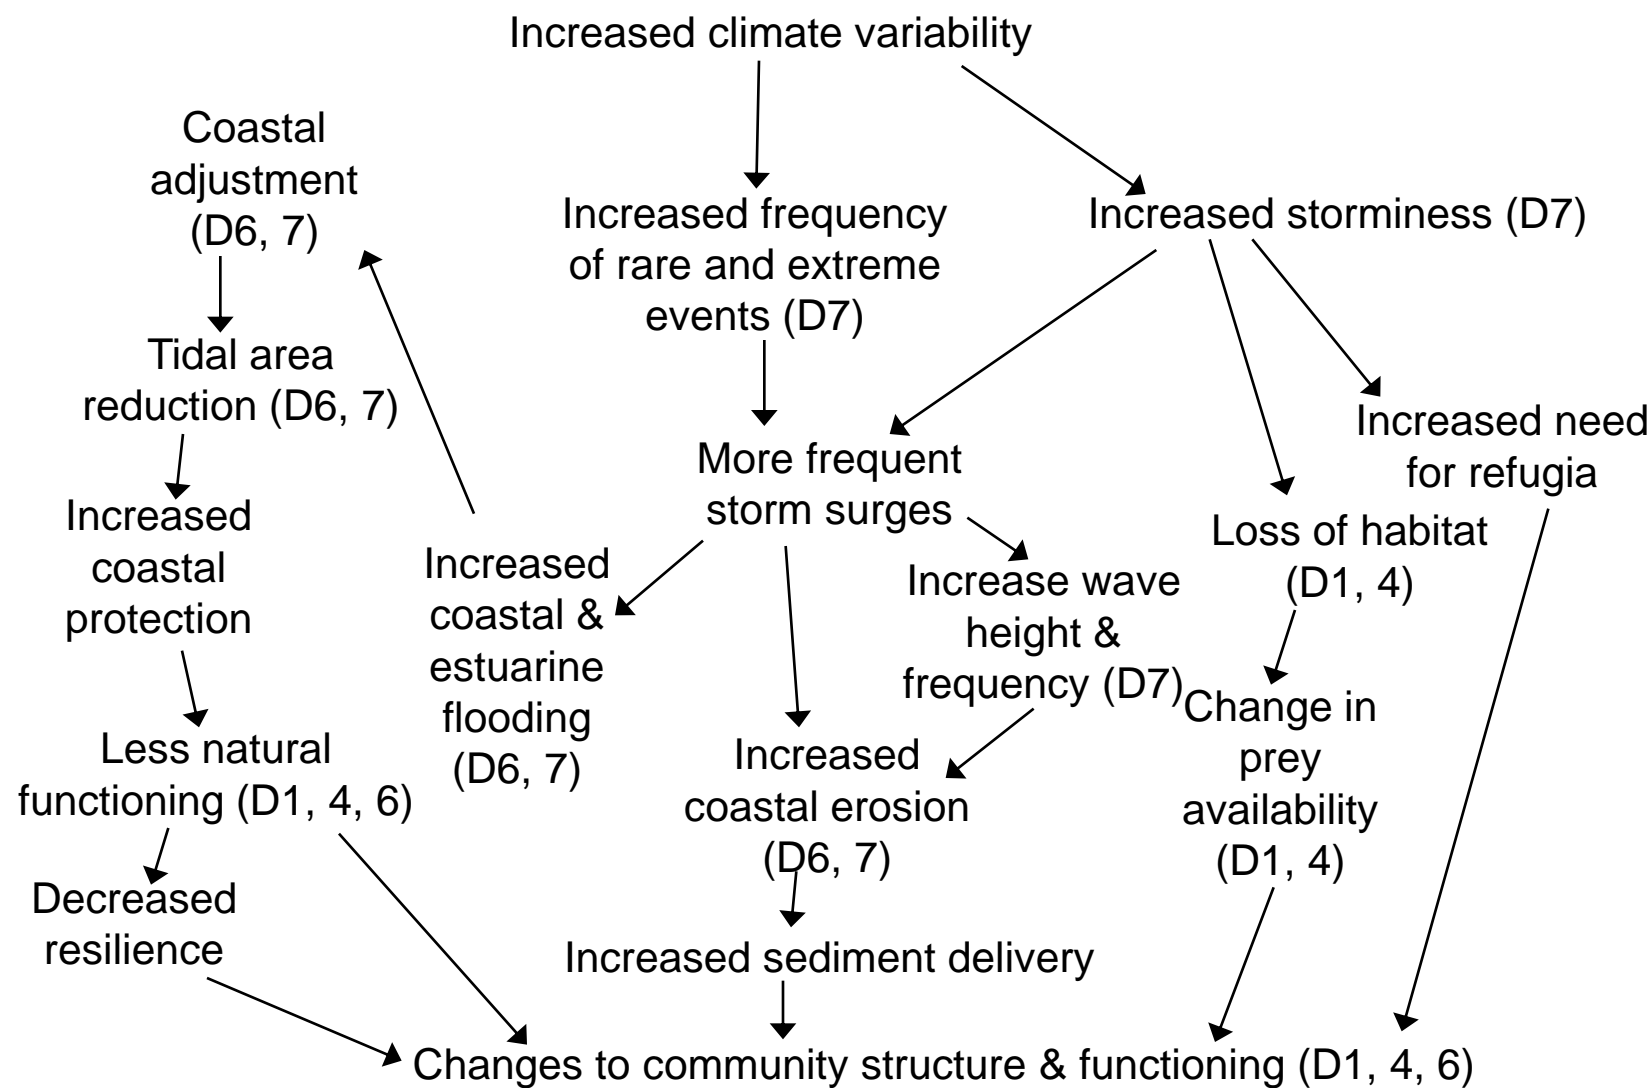 Increased climate variability
Coastal
adjustment
(D6, 7)
Increased frequency
of rare and extreme
events (D7)
Increased storminess (D7)
Tidal area
reduction (D6, 7)
More frequent
storm surges
Increased need
for refugia
Increased
coastal
protection
Increased
coastal &
estuarine
flooding
(D6, 7)
Increase wave
height &
frequency (D7)
Loss of habitat
(D1, 4)
Change in
prey
availability
(D1, 4)
Less natural
functioning (D1, 4, 6)
Increased
coastal erosion
(D6, 7)
Decreased
resilience
Increased sediment delivery
Changes to community structure & functioning (D1, 4, 6)